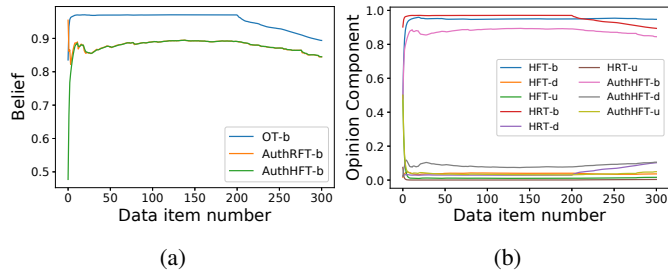 0.9
0.8
0.7
0.6
0.5
Belief
OT-b
AuthRFT-b
AuthHFT-b
0 50 100 150 200 250 300
Data item number
(a)
1.0
0.8
0.6
0.4
0.2
0.0
Opinion Component
HFT-b
HFT-d
HFT-u
HRT-b
HRT-d
HRT-u
AuthHFT-b
AuthHFT-d
AuthHFT-u
0 50 100 150 200 250 300
Data item number
(b)